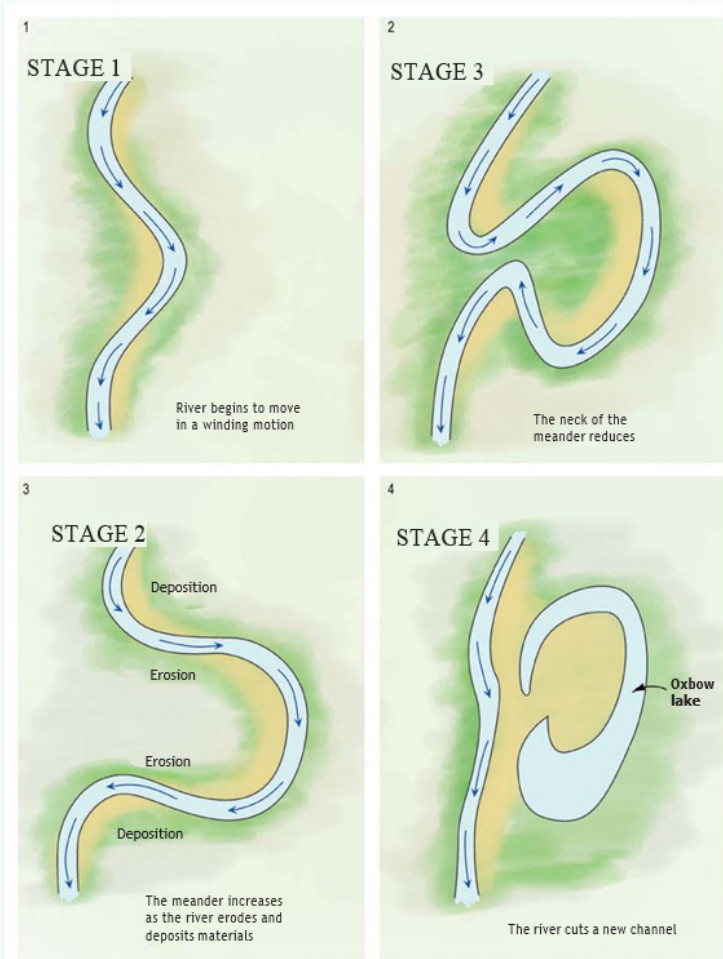 1
STAGE 1
River begins to move
in a winding motion
2
STAGE 3
The neck of the
meander reduces
3
STAGE 2
Deposition
Erosion
Erosion
Deposition
The meander increases
as the river erodes and
deposits materials
4
STAGE 4
Oxbow
lake
The river cuts a new channel